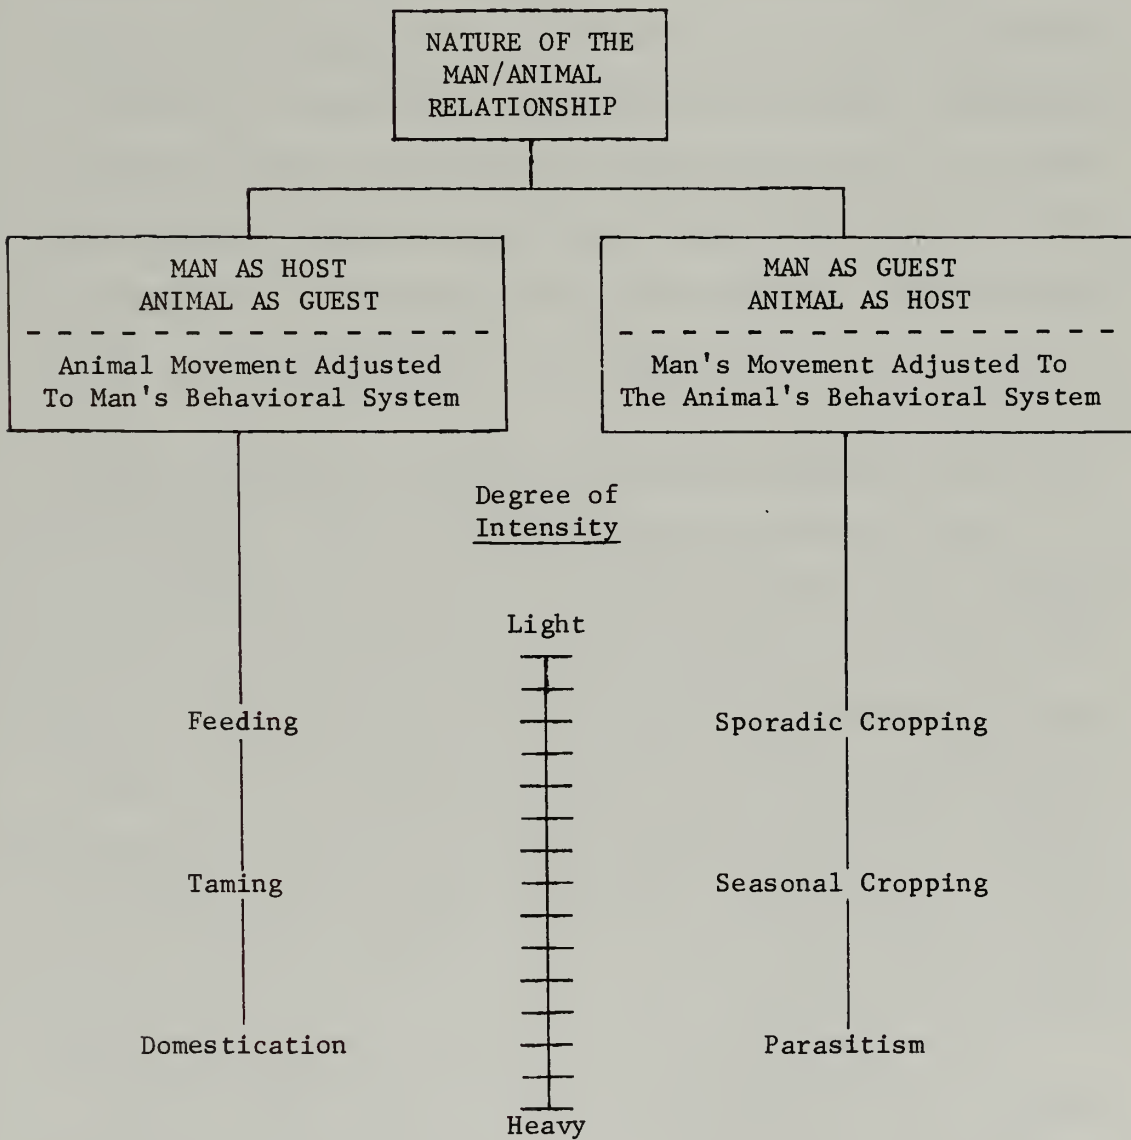 NATURE OF THE
MAN/ANIMAL
RELATIONSHIP
MAN AS HOST
ANIMAL AS GUEST
Animal Movement Adjusted
To Man's Behavioral System
MAN AS GUEST
ANIMAL AS HOST
Man's Movement Adjusted To
The Animal's Behavioral System
Degree of
Intensity
Light
Feeding
Sporadic Cropping
Taming
Seasonal Cropping
Domestication
Parasitism
Heavy